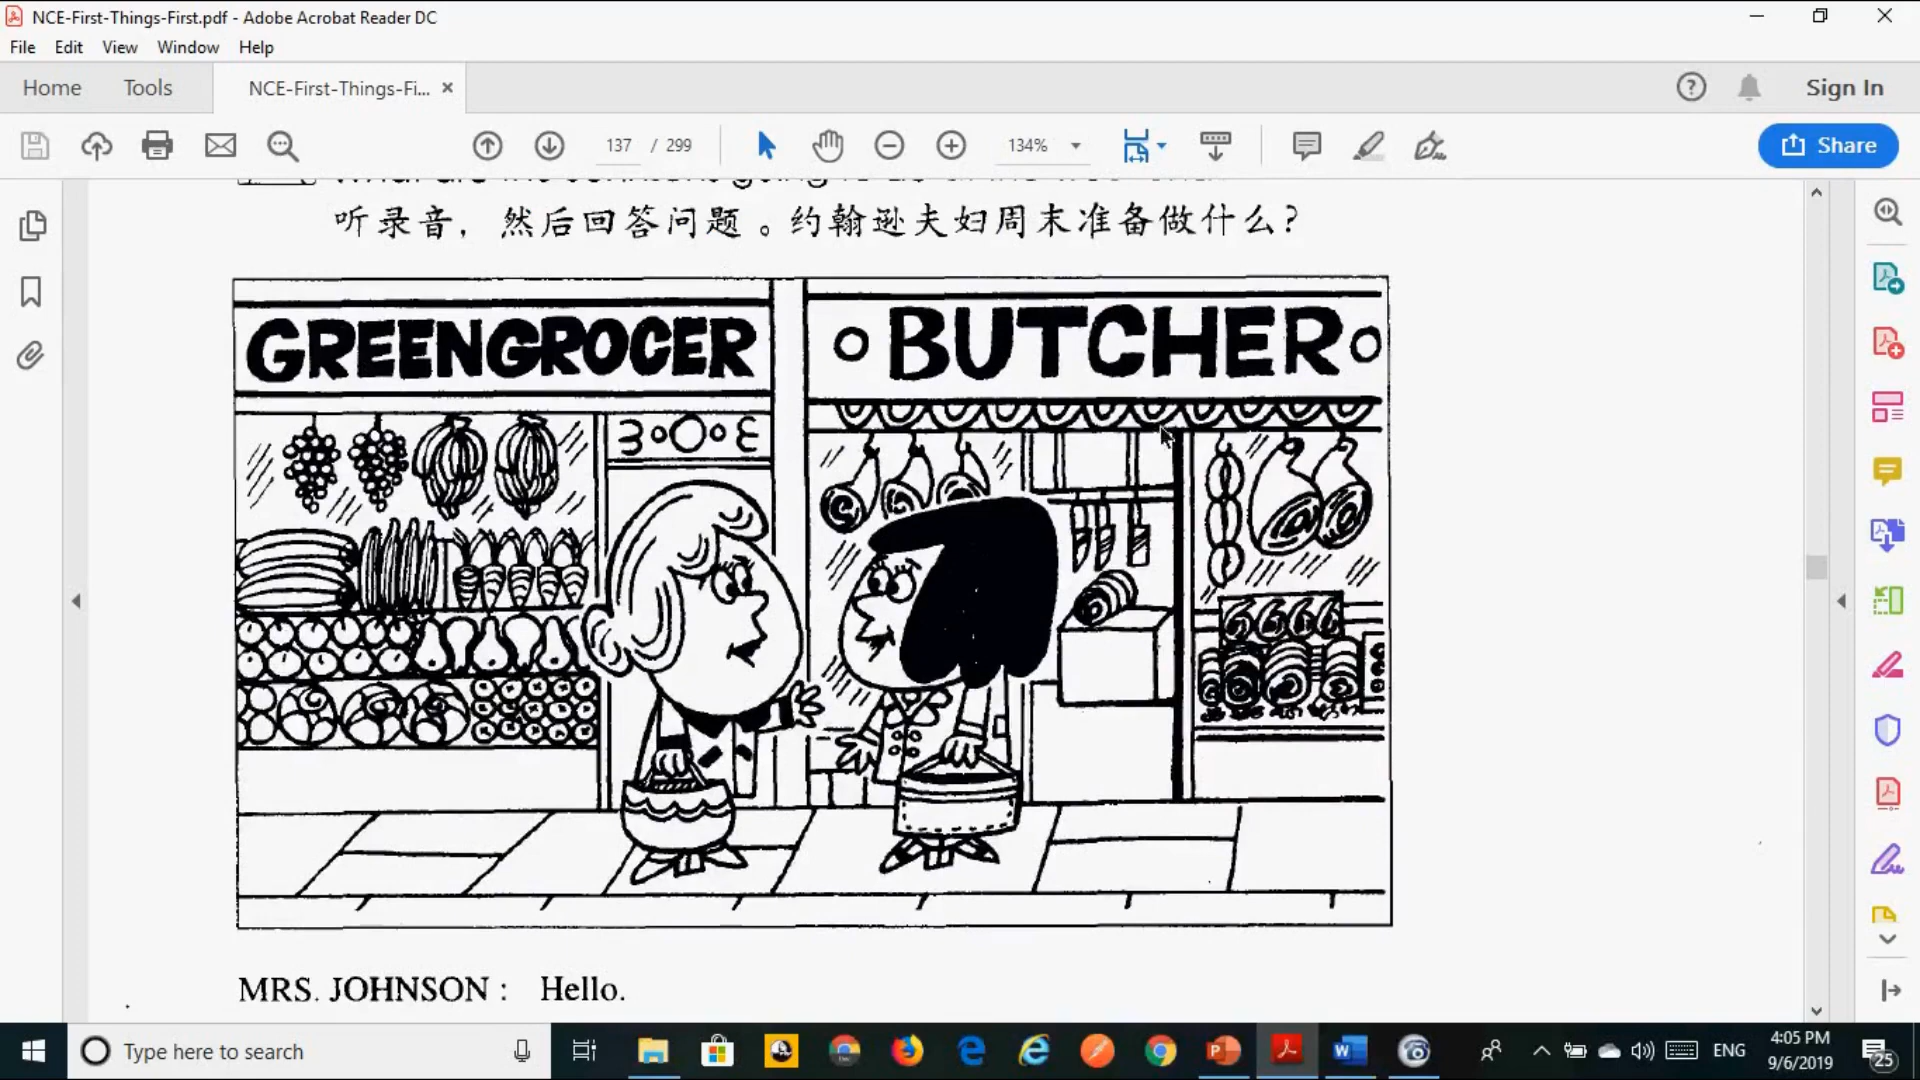 NCE-First-Things-First.pdf - Adobe Acrobat Reader DC
File Edit View Window Help
Home Tools NCE-First-Things-Fi... × Sign In
137 / 299 134% Share
听录音，然后回答问题。约翰逊夫妇周末准备做什么？
GREENGROCER BUTCHER
MRS. JOHNSON : Hello.
Type here to search
ENG
4:05 PM
9/6/2019
25